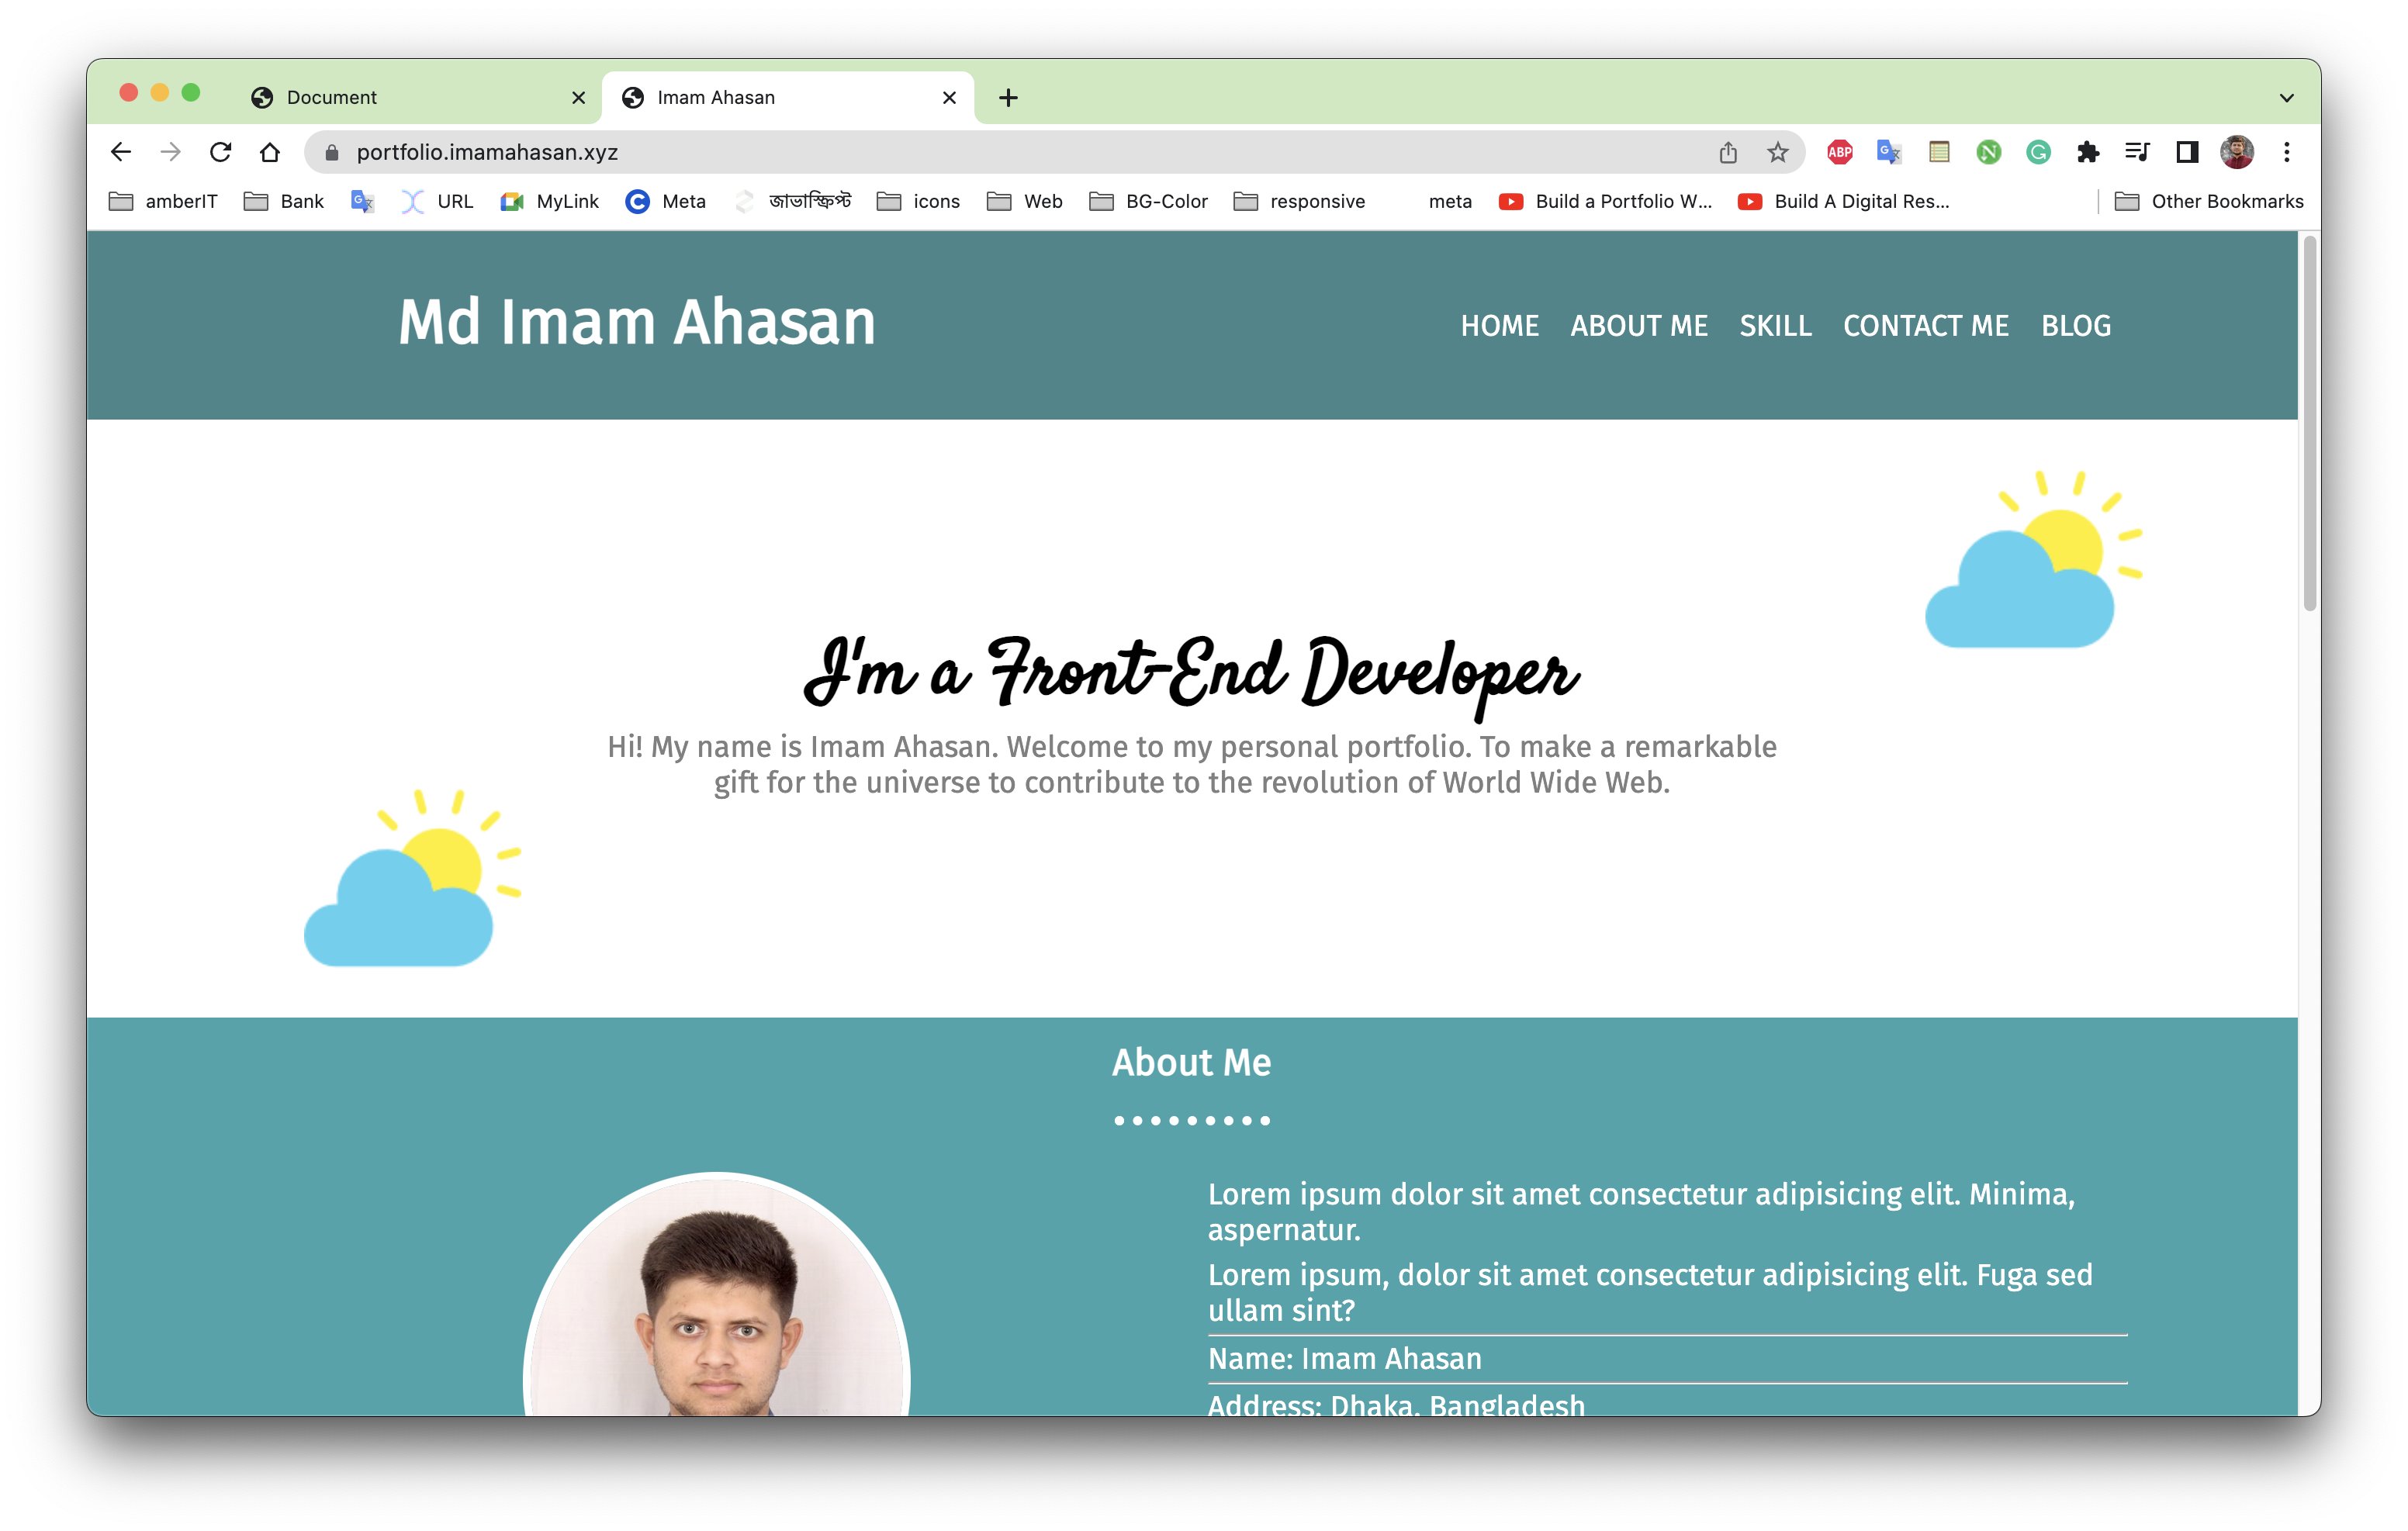 Document
Imam Ahasan
portfolio.imamahasan.xyz
ABP
amberIT
Bank
URL
MyLink
Meta
জাভাস্ক্রিপ্ট
icons
Web
BG-Color
responsive
meta
Build a Portfolio W...
Build A Digital Res...
Other Bookmarks
Md Imam Ahasan
HOME
ABOUT ME
SKILL
CONTACT ME
BLOG
I'm a Front-End Developer
Hi! My name is Imam Ahasan. Welcome to my personal portfolio. To make a remarkable
gift for the universe to contribute to the revolution of World Wide Web.
About Me
Lorem ipsum dolor sit amet consectetur adipisicing elit. Minima,
aspernatur.
Lorem ipsum, dolor sit amet consectetur adipisicing elit. Fuga sed
ullam sint?
Name: Imam Ahasan
Address: Dhaka, Bangladesh